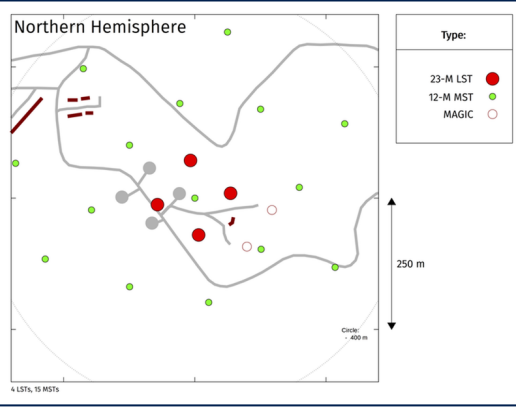 Northern Hemisphere
Type:
23-M LST
12-M MST
MAGIC
250 m
Circle:
- 400 m
4 LSTs, 15 MSTs